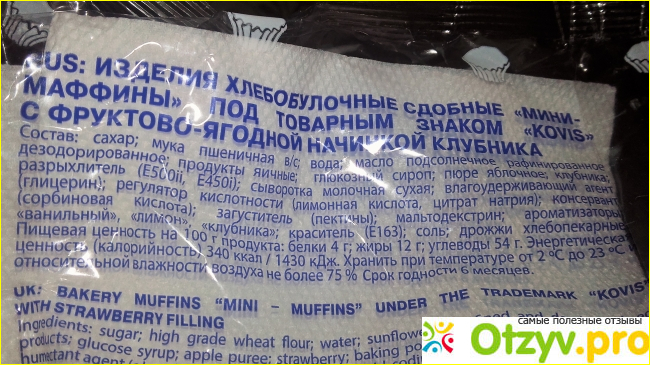 RUS: ИЗДЕЛИЯ ХЛЕБОБУЛОЧНЫЕ СДОБНЫЕ «МИНИ-
МАФФИНЫ» ПОД ТОВАРНЫМ ЗНАКОМ «KOVIS»
С ФРУКТОВО-ЯГОДНОЙ НАЧИНКОЙ КЛУБНИКА
Состав: сахар; мука пшеничная в/с; вода; масло подсолнечное рафинированное
дезодорированное; продукты яичные; глюкозный сироп; пюре яблочное; клубника;
разрыхлитель (E500ii, E450i); сыворотка молочная сухая; влагоудерживающий агент
(глицерин); регулятор кислотности (лимонная кислота, цитрат натрия); консервант
(сорбиновая кислота); загуститель (пектины); мальтодекстрин; ароматизаторы
«ванильный», «лимон», «клубника»; краситель (E163); соль; дрожжи хлебопекарные
Пищевая ценность на 100 г продукта: белки 4 г; жиры 12 г; углеводы 54 г. Энергетическая
ценность (калорийность) 340 ккал / 1430 кДж. Хранить при температуре от 2 °C до 23 °C
относительной влажности воздуха не более 75 % Срок годности 6 месяцев.
UK: BAKERY MUFFINS "MINI – MUFFINS" UNDER THE TRADEMARK "KOVIS"
WITH STRAWBERRY FILLING
Ingredients: sugar; high grade wheat flour; water; sunflower
products; glucose syrup; apple puree; strawberry; baking
humectant agent
самые полезные отзывы
Otzyv.pro